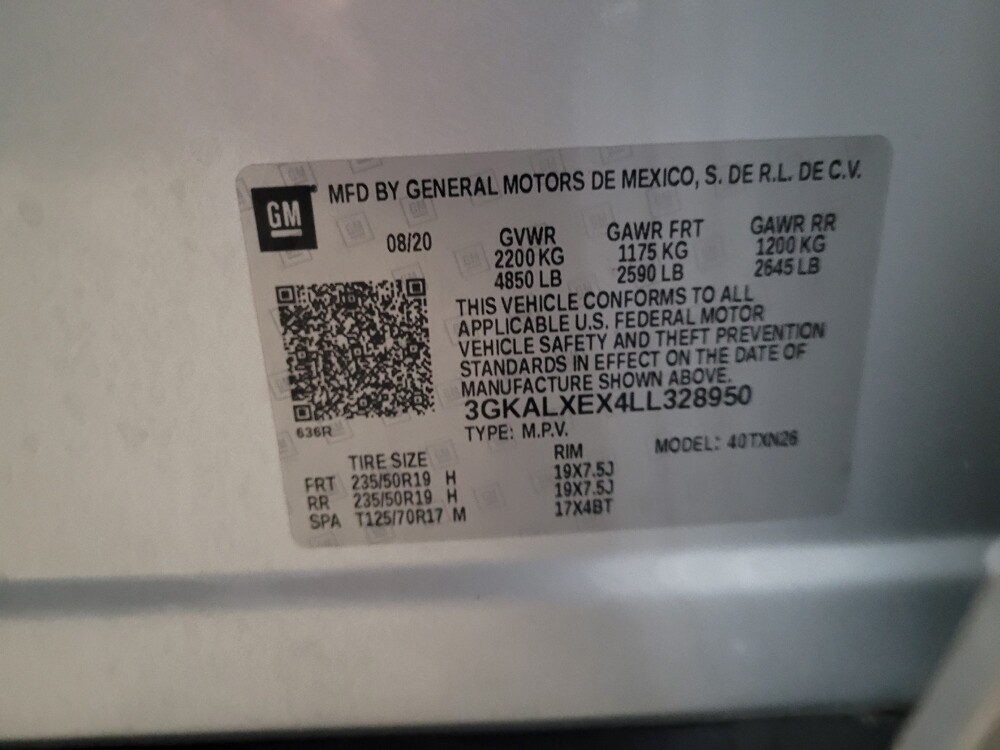 GM
MFD BY GENERAL MOTORS DE MEXICO, S. DE R.L. DE C.V.
08/20 GVWR GAWR FRT GAWR RR
2200 KG 1175 KG 1200 KG
4850 LB 2590 LB 2645 LB
THIS VEHICLE CONFORMS TO ALL
APPLICABLE U.S. FEDERAL MOTOR
VEHICLE SAFETY AND THEFT PREVENTION
STANDARDS IN EFFECT ON THE DATE OF
MANUFACTURE SHOWN ABOVE.
3GKALXEX4LL328950
636R
TYPE: M.P.V. MODEL: 40TXN26
TIRE SIZE RIM
FRT 235/50R19 H 19X7.5J
RR 235/50R19 H 19X7.5J
SPA T125/70R17 M 17X4BT